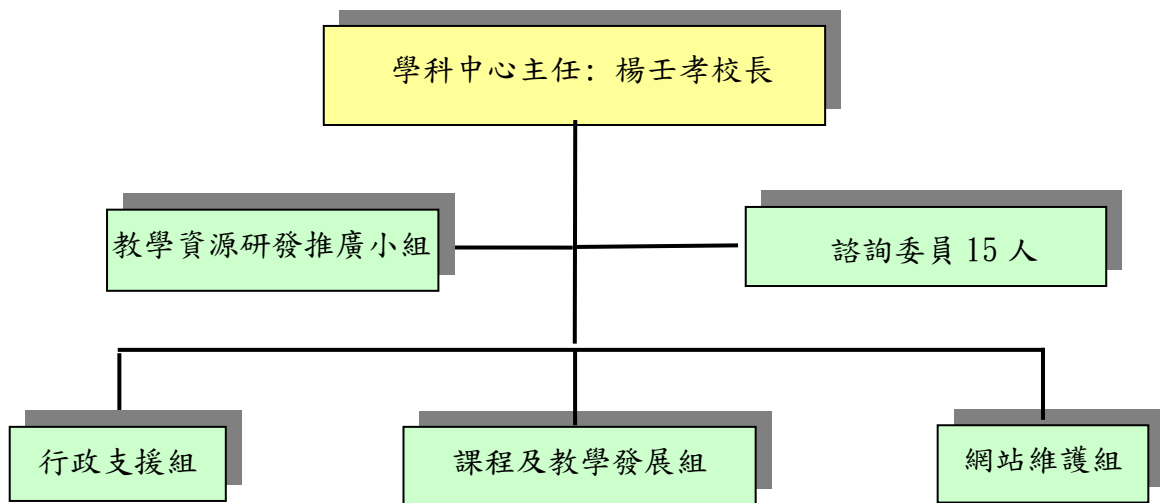 學科中心主任: 楊壬孝校長
教學資源研發推廣小組
諮詢委員 15 人
行政支援組
課程及教學發展組
網站維護組